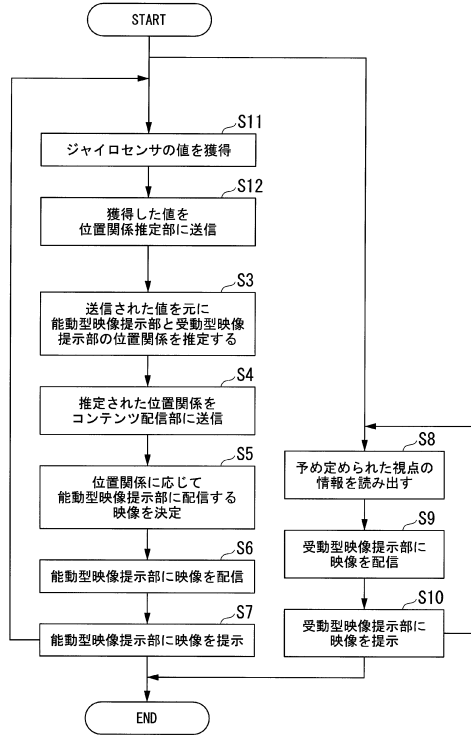 START
S11
ジャイロセンサの値を獲得
S12
獲得した値を
位置関係推定部に送信
S3
送信された値を元に
能動型映像提示部と受動型映像
提示部の位置関係を推定する
S4
推定された位置関係を
コンテンツ配信部に送信
S5
位置関係に応じて
能動型映像提示部に配信する
映像を決定
S6
能動型映像提示部に映像を配信
S7
能動型映像提示部に映像を提示
S8
予め定められた視点の
情報を読み出す
S9
受動型映像提示部に
映像を配信
S10
受動型映像提示部に
映像を提示
END